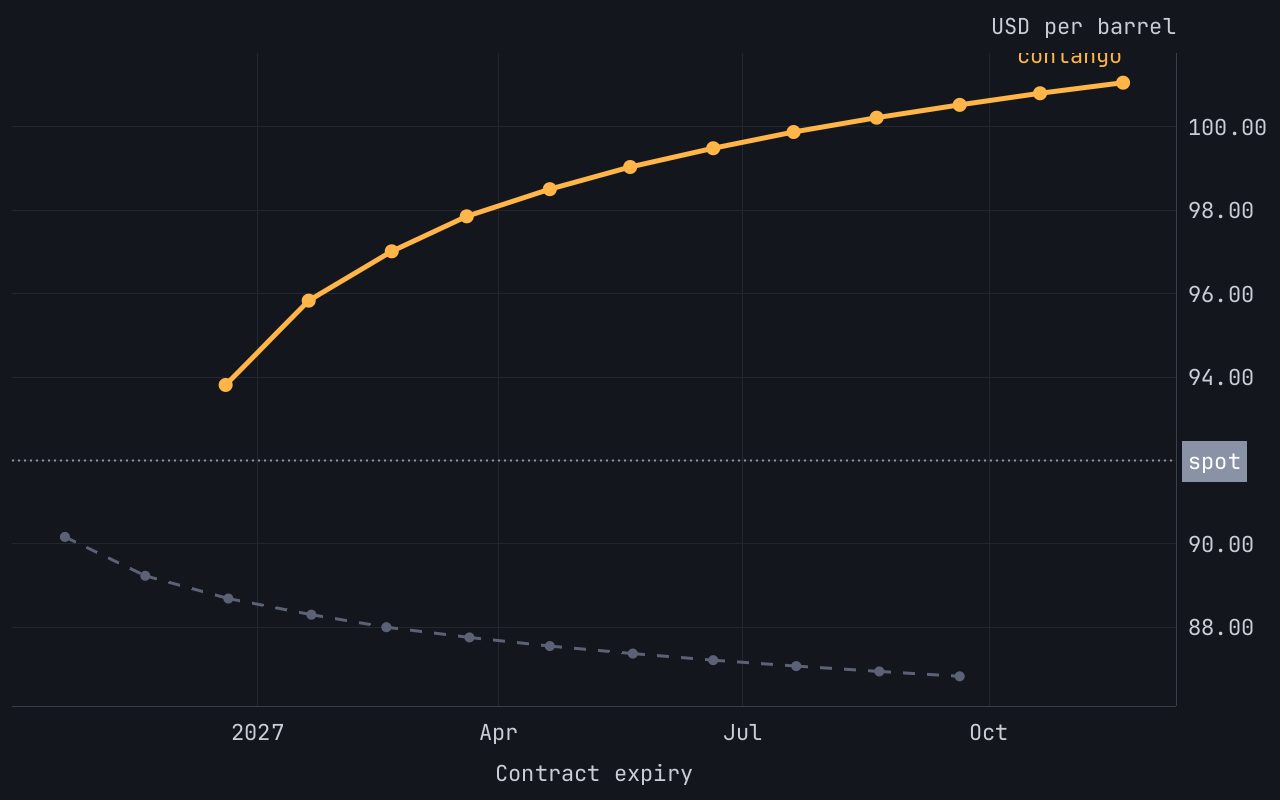 USD per barrel
contango
100.00
98.00
96.00
94.00
spot
90.00
88.00
2027 Apr Jul Oct
Contract expiry